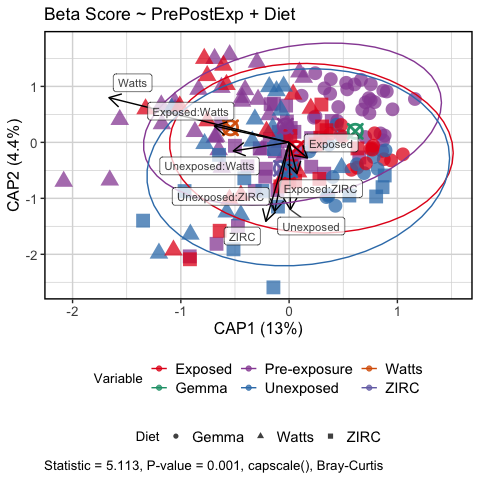 Beta Score ~ PrePostExp + Diet
CAP2 (4.4%)
1
0
-1
-2
Watts
Exposed:Watts
Exposed
Unexposed:Watts
Exposed:ZIRC
Unexposed:ZIRC
Unexposed
ZIRC
-2
-1
0
1
CAP1 (13%)
Variable
Exposed
Pre-exposure
Watts
Gemma
Unexposed
ZIRC
Diet
Gemma
Watts
ZIRC
Statistic = 5.113, P-value = 0.001, capscale(), Bray-Curtis